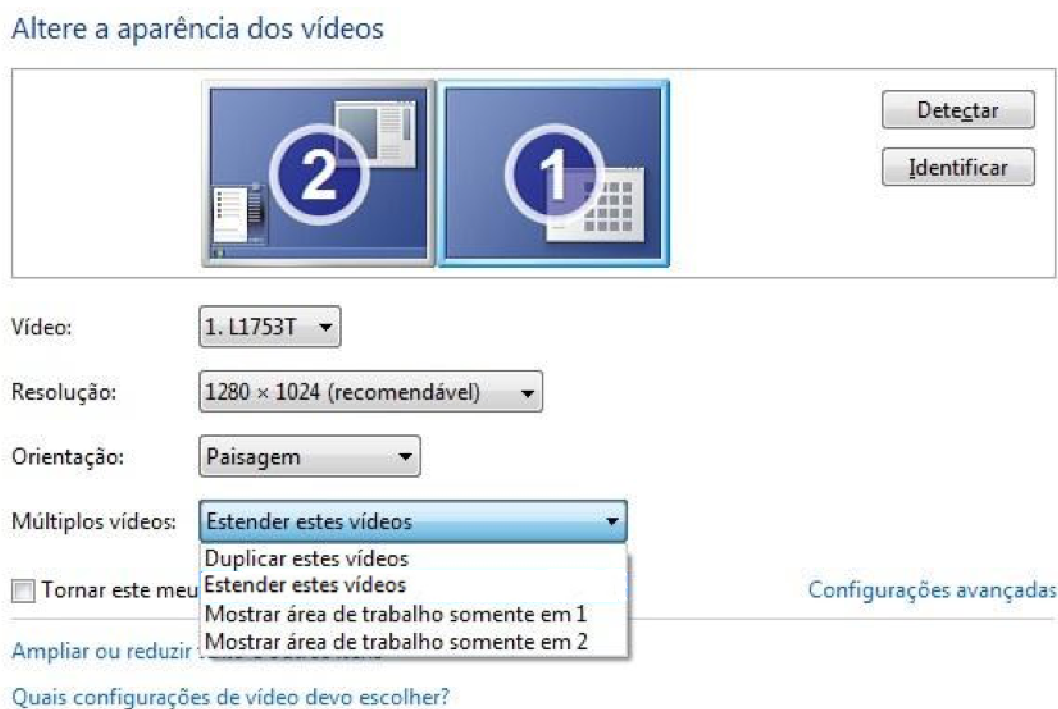 Altere a aparência dos vídeos
2
1
Detectar
Identificar
Vídeo:
1. L1753T
Resolução:
1280 × 1024 (recomendável)
Orientação:
Paisagem
Múltiplos vídeos:
Estender estes vídeos
Duplicar estes vídeos
Estender estes vídeos
Mostrar área de trabalho somente em 1
Mostrar área de trabalho somente em 2
Tornar este meu
Configurações avançadas
Ampliar ou reduzir
Quais configurações de vídeo devo escolher?